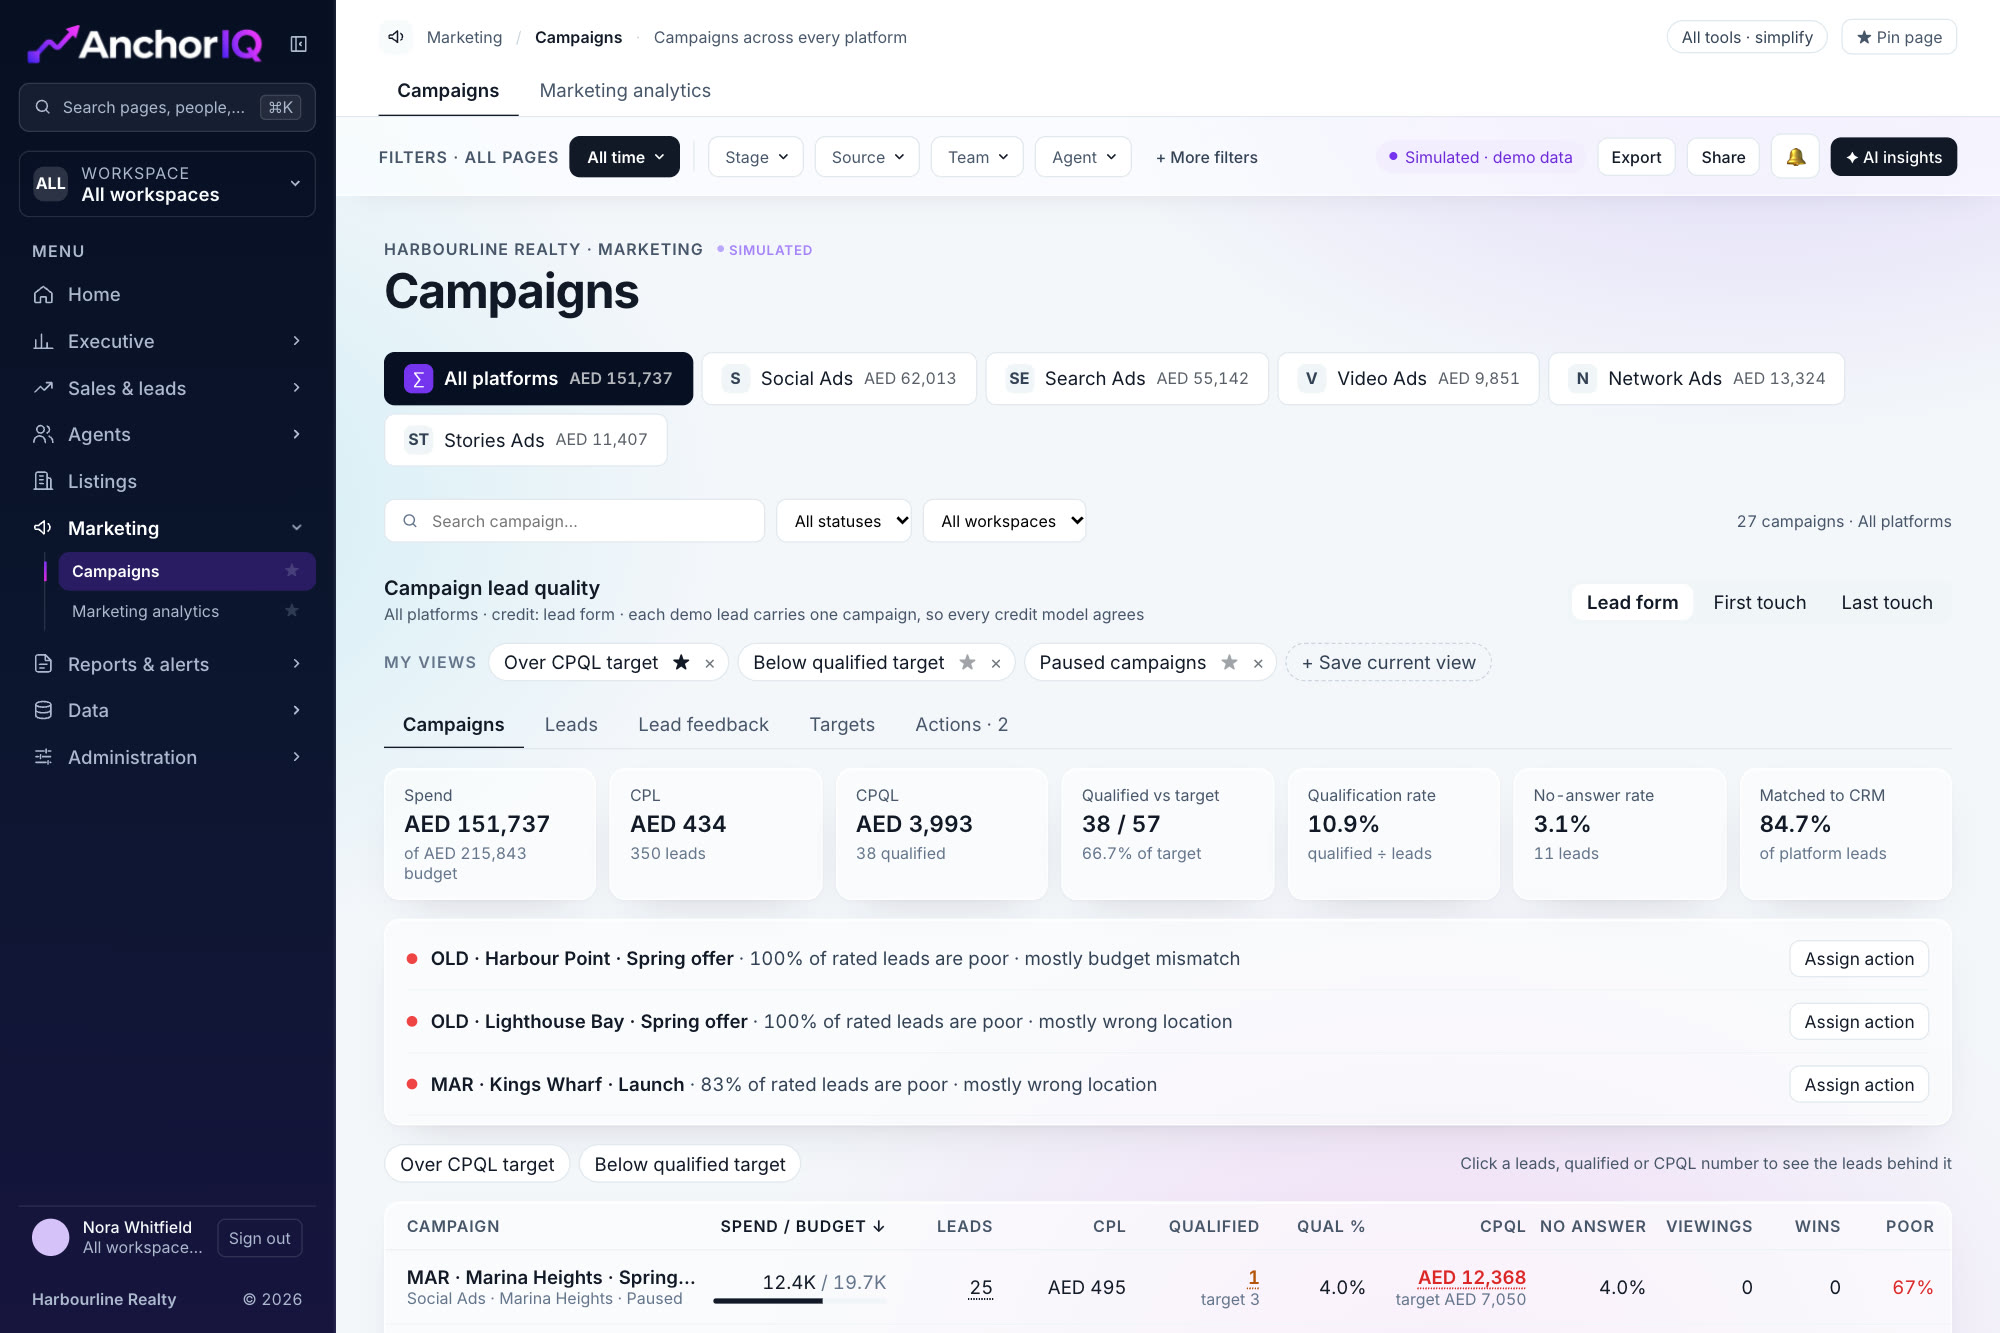 AnchorIQ
Search pages, people,... ⌘K
ALL
WORKSPACE
All workspaces
MENU
Home
Executive
Sales & leads
Agents
Listings
Marketing
Campaigns
Marketing analytics
Reports & alerts
Data
Administration
Nora Whitfield
All workspace...
Sign out
Harbourline Realty © 2026
Marketing / Campaigns · Campaigns across every platform
All tools · simplify
★ Pin page
Campaigns Marketing analytics
FILTERS · ALL PAGES All time Stage Source Team Agent + More filters
Simulated · demo data Export Share ✦ AI insights
HARBOURLINE REALTY · MARKETING SIMULATED
Campaigns
∑ All platforms AED 151,737
S Social Ads AED 62,013
SE Search Ads AED 55,142
V Video Ads AED 9,851
N Network Ads AED 13,324
ST Stories Ads AED 11,407
Search campaign... All statuses All workspaces 27 campaigns · All platforms
Campaign lead quality
All platforms · credit: lead form · each demo lead carries one campaign, so every credit model agrees
Lead form First touch Last touch
MY VIEWS Over CPQL target ★ × Below qualified target ★ × Paused campaigns ★ × + Save current view
Campaigns Leads Lead feedback Targets Actions · 2
Spend
AED 151,737
of AED 215,843
budget
CPL
AED 434
350 leads
CPQL
AED 3,993
38 qualified
Qualified vs target
38 / 57
66.7% of target
Qualification rate
10.9%
qualified ÷ leads
No-answer rate
3.1%
11 leads
Matched to CRM
84.7%
of platform leads
OLD · Harbour Point · Spring offer · 100% of rated leads are poor · mostly budget mismatch Assign action
OLD · Lighthouse Bay · Spring offer · 100% of rated leads are poor · mostly wrong location Assign action
MAR · Kings Wharf · Launch · 83% of rated leads are poor · mostly wrong location Assign action
Over CPQL target Below qualified target Click a leads, qualified or CPQL number to see the leads behind it
CAMPAIGN SPEND / BUDGET ↓ LEADS CPL QUALIFIED QUAL % CPQL NO ANSWER VIEWINGS WINS POOR
MAR · Marina Heights · Spring... 12.4K / 19.7K 25 AED 495 1 4.0% AED 12,368 4.0% 0 0 67%
Social Ads · Marina Heights · Paused target 3 target AED 7,050